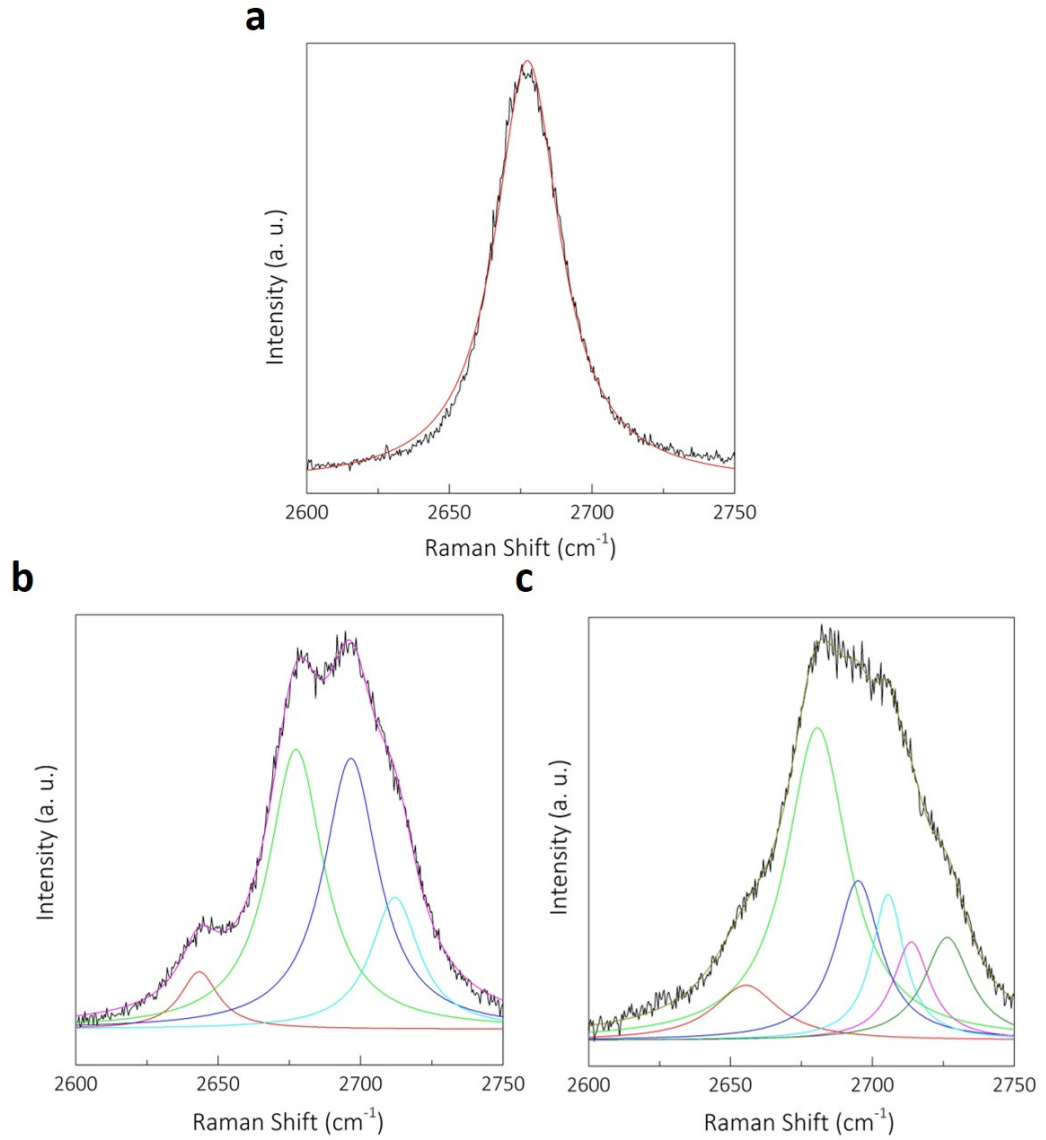 a
Intensity (a. u.)
2600 2650 2700 2750
Raman Shift (cm⁻¹)
b c
Intensity (a. u.) Intensity (a. u.)
2600 2650 2700 2750 2600 2650 2700 2750
Raman Shift (cm⁻¹) Raman Shift (cm⁻¹)